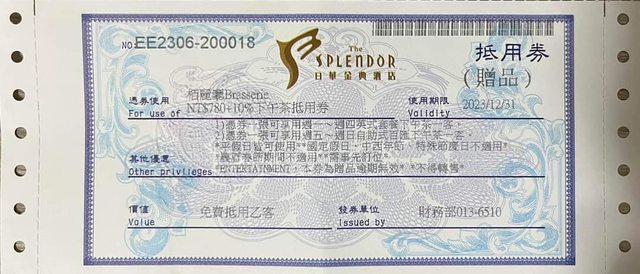 NO:EE2306-200018
The
SPLENDOR
日華金典酒店
抵用券
(贈品)
憑券使用
For use of
栢麗廳Brasserie
NT$780+10%下午茶抵用券
使用期限
Validity
2023/12/31
1)憑券一張可享用週一~週四英式套餐下午茶一套。
2)憑券一張可享用週五~週日自助式百匯下午茶一客。
*平假日皆可使用**國定假日、中西年節、特殊節慶日不適用*
其他優惠
Other privileges
*農曆春節期間不適用**需事先訂位*
*ENTERTAINMENT，本券為贈品逾期無效* *不得轉售*
價值
Value
免費抵用乙客
發券單位
Issued by
財務部013-6510